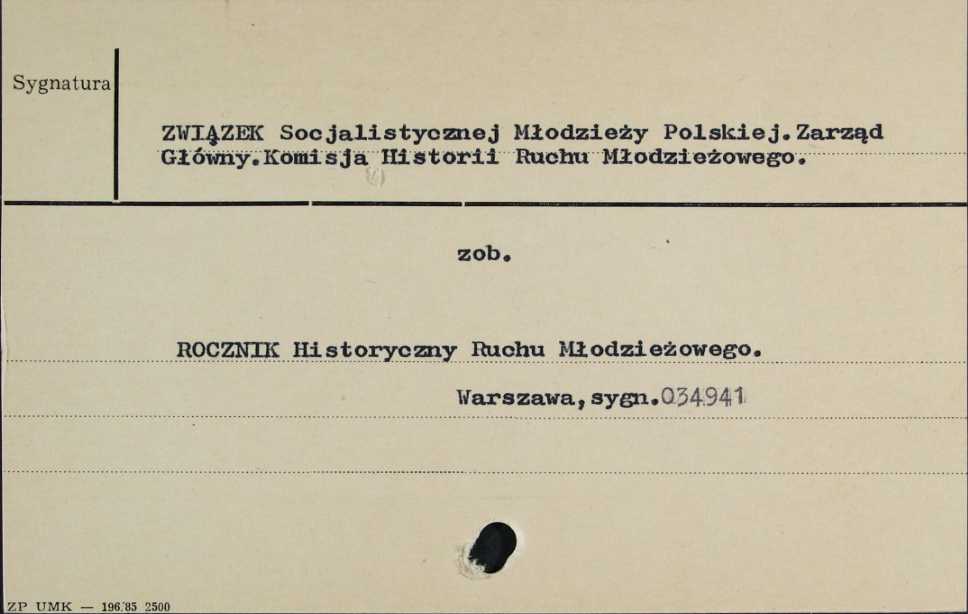 Sygnatura
ZWIĄZEK Socjalistycznej Młodzieży Polskiej.Zarząd
Główny.Komisja Historii Ruchu Młodzieżowego.
zob.
ROCZNIK Historyczny Ruchu Młodzieżowego.
Warszawa,sygn.034941
ZP UMK — 196/85 2500